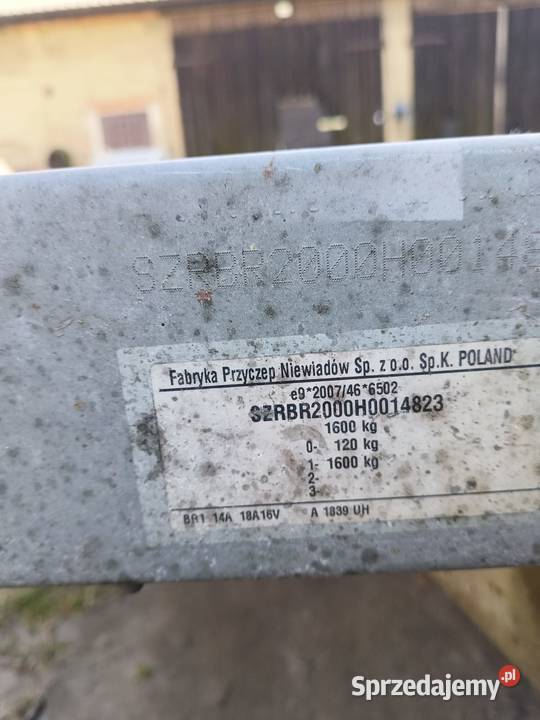 SZRBR2000H00148
Fabryka Przyczep Niewiadów Sp. z o.o. Sp.K. POLAND
e9*2007/46*6502
SZRBR2000H0014823
1600 kg
0- 120 kg
1- 1600 kg
2-
3-
BR1 14A 18A16V A 1839 UH
Sprzedajemy.pl